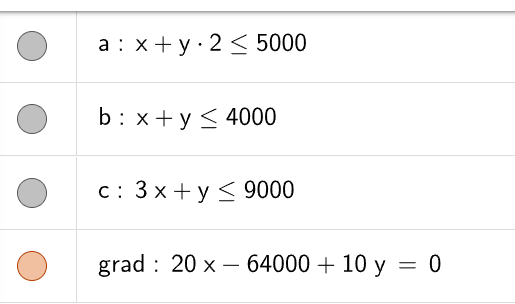 a : x + y · 2 ≤ 5000
b : x + y ≤ 4000
c : 3 x + y ≤ 9000
grad : 20 x − 64000 + 10 y = 0